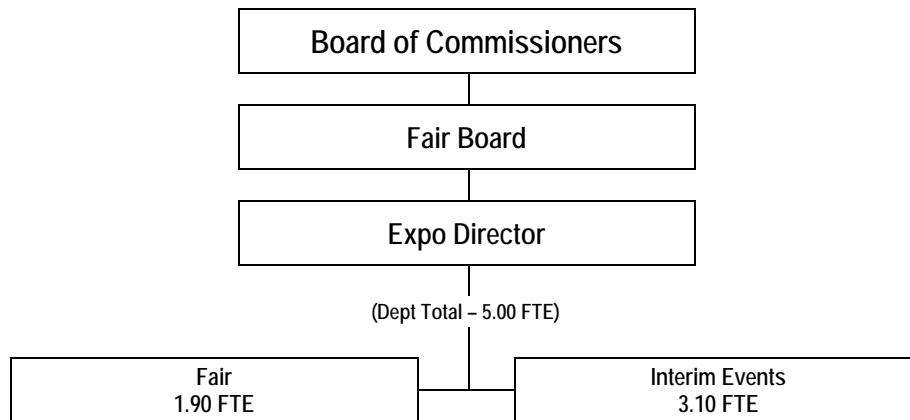 Board of Commissioners
Fair Board
Expo Director
(Dept Total – 5.00 FTE)
Fair
1.90 FTE
Interim Events
3.10 FTE